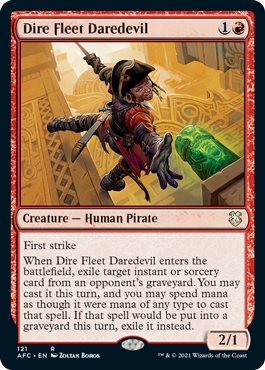 Dire Fleet Daredevil 1
Creature — Human Pirate
First strike
When Dire Fleet Daredevil enters the
battlefield, exile target instant or sorcery
card from an opponent's graveyard. You may
cast it this turn, and you may spend mana
as though it were mana of any type to cast
that spell. If that spell would be put into a
graveyard this turn, exile it instead.
2/1
121 R
AFC • EN Zoltan Boros
™ & © 2021 Wizards of the Coast